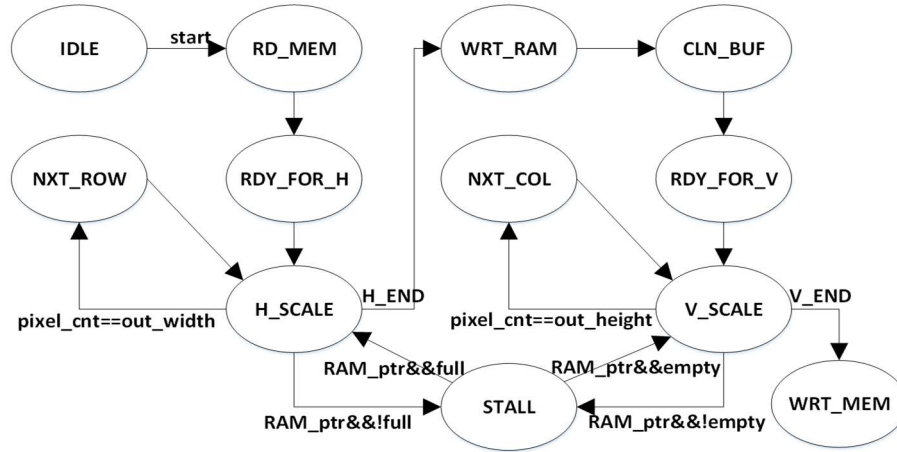 IDLE
start
RD_MEM
WRT_RAM
CLN_BUF
NXT_ROW
RDY_FOR_H
NXT_COL
RDY_FOR_V
H_SCALE
H_END
V_SCALE
V_END
pixel_cnt==out_width
pixel_cnt==out_height
RAM_ptr&&full
RAM_ptr&&empty
STALL
WRT_MEM
RAM_ptr&&!full
RAM_ptr&&!empty